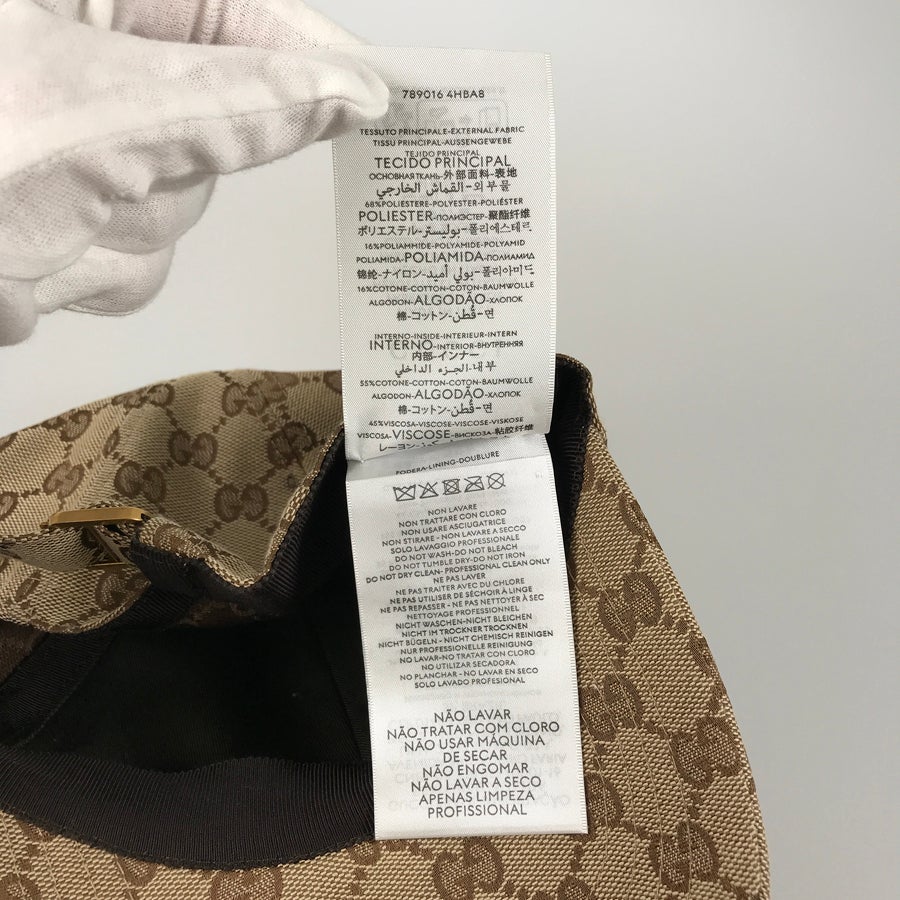 789016 4HBA8
TESSUTO PRINCIPALE-EXTERNAL FABRIC
TISSU PRINCIPAL-AUSSENGEWEBE
TEJIDO PRINCIPAL
TECIDO PRINCIPAL
ОСНОВНАЯ ТКАНЬ-外部面料-表地
القماش الخارجي-외부물
68%POLIESTERE-POLYESTER-POLIÉSTER
POLIESTER-ПОЛИЭСТЕР-聚酯纤维
ポリエステル-بوليستر-폴리에스테르
16%POLIAMMIDE-POLYAMIDE-POLYAMID
POLIAMIDA-POLIAMIDA-ПОЛИАМИД
锦纶-ナイロン-بولي أميد-폴리아미드
16%COTONE-COTTON-COTON-BAUMWOLLE
ALGODON-ALGODÃO-ХЛОПОК
棉-コットン-قُطن-면
INTERNO-INSIDE-INTERIEUR-INTERN
INTERNO-INTERIOR-ВНУТРЕННЯЯ
内部-インナー
الجزء الداخلي-내부
55%COTONE-COTTON-COTON-BAUMWOLLE
ALGODON-ALGODÃO-ХЛОПОК
棉-コットン-قُطن-면
45%VISCOSA-VISCOSE-VISCOSE-VISKOSE
VISCOSA-VISCOSE-ВИСКОЗА-粘胶纤维
FODERA-LINING-DOUBLURE
NON LAVARE
NON TRATTARE CON CLORO
NON USARE ASCIUGATRICE
NON STIRARE - NON LAVARE A SECCO
SOLO LAVAGGIO PROFESSIONALE
DO NOT WASH-DO NOT BLEACH
DO NOT TUMBLE DRY-DO NOT IRON
DO NOT DRY CLEAN- PROFESSIONAL CLEAN ONLY
NE PAS LAVER
NE PAS TRAITER AVEC DU CHLORE
NE PAS UTILISER DE SÉCHOIR À LINGE
NE PAS REPASSER - NE PAS NETTOYER À SEC
NETTOYAGE PROFESSIONNEL
NICHT WASCHEN-NICHT BLEICHEN
NICHT IM TROCKNER TROCKNEN
NICHT BÜGELN - NICHT CHEMISCH REINIGEN
NUR PROFESSIONELLE REINIGUNG
NO LAVAR-NO TRATAR CON CLORO
NO UTILIZAR SECADORA
NO PLANCHAR - NO LAVAR EN SECO
SOLO LAVADO PROFESIONAL
NÃO LAVAR
NÃO TRATAR COM CLORO
NÃO USAR MÁQUINA
DE SECAR
NÃO ENGOMAR
NÃO LAVAR A SECO
APENAS LIMPEZA
PROFISSIONAL